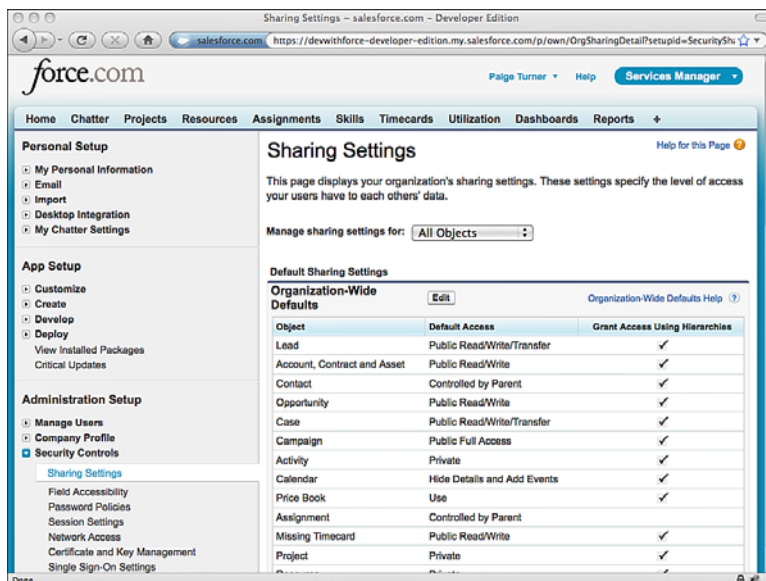 Sharing Settings ~ salesforce.com - Developer Edition
salesforce.com https://devwithforce-developer-edition.my.salesforce.com/p/own/OrgSharingDetail?setupid=SecuritySh
force.com
Paige Turner Help Services Manager
Home Chatter Projects Resources Assignments Skills Timecards Utilization Dashboards Reports +
Personal Setup
My Personal Information
Email
Import
Desktop Integration
My Chatter Settings
App Setup
Customize
Create
Develop
Deploy
View Installed Packages
Critical Updates
Administration Setup
Manage Users
Company Profile
Security Controls
Sharing Settings
Field Accessibility
Password Policies
Session Settings
Network Access
Certificate and Key Management
Single Sign-On Settings
Sharing Settings
Help for this Page ?
This page displays your organization's sharing settings. These settings specify the level of access
your users have to each others' data.
Manage sharing settings for: All Objects
Default Sharing Settings
Organization-Wide
Defaults
Edit
Organization-Wide Defaults Help ?
Object Default Access Grant Access Using Hierarchies
Lead Public Read/Write/Transfer ✓
Account, Contract and Asset Public Read/Write ✓
Contact Controlled by Parent ✓
Opportunity Public Read/Write ✓
Case Public Read/Write/Transfer ✓
Campaign Public Full Access ✓
Activity Private ✓
Calendar Hide Details and Add Events ✓
Price Book Use ✓
Assignment Controlled by Parent
Missing Timecard Public Read/Write ✓
Project Private ✓
Done